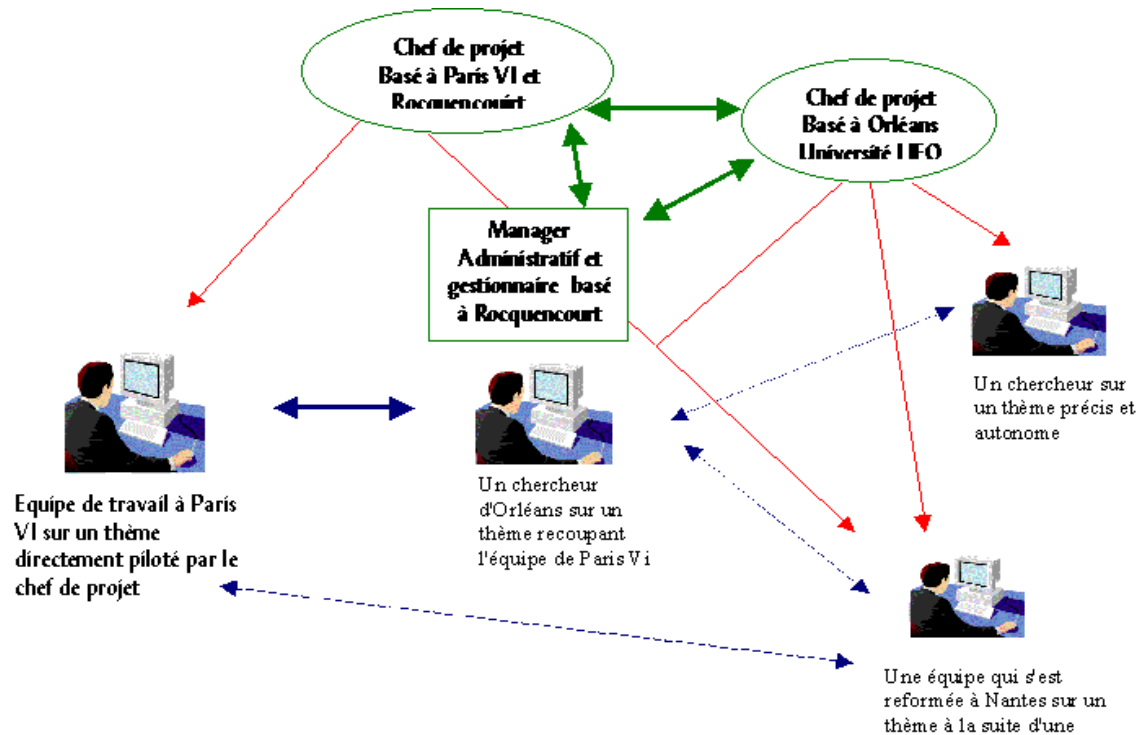 Chef de projet
Basé à Paris VI et
Rocquencourt
Chef de projet
Basé à Orléans
Université LIFO
Manager
Administratif et
gestionnaire basé
à Rocquencourt
Un chercheur sur
un thème précis et
autonome
Equipe de travail à Paris
VI sur un thème
directement piloté par le
chef de projet
Un chercheur
d'Orléans sur un
thème recoupant
l'équipe de Paris Vi
Une équipe qui s'est
reformée à Nantes sur un
thème à la suite d'une